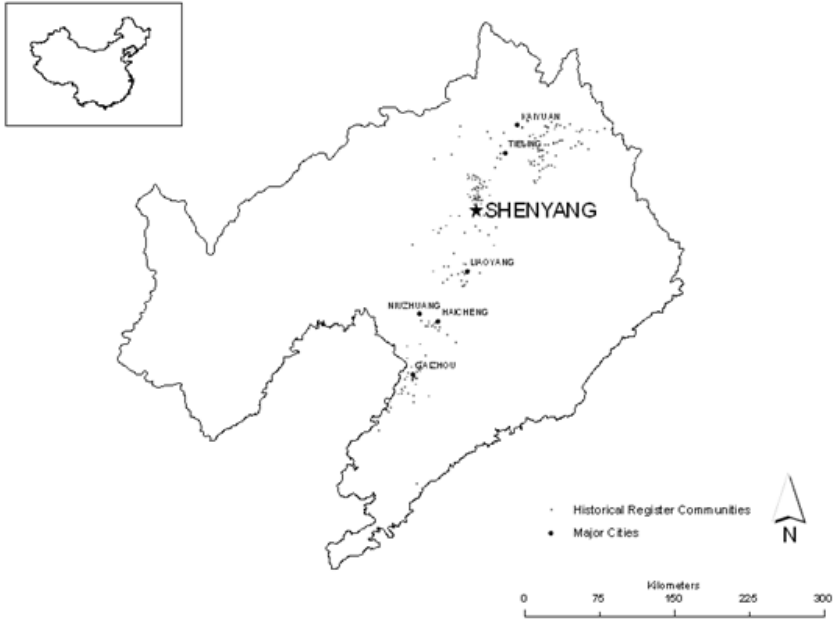 KAIYUAN
TIELING
SHENYANG
LIAOYANG
NIUZHUANG
HAICHENG
GAIZHOU
Historical Register Communities
Major Cities
N
Kilometers
0 75 150 225 300